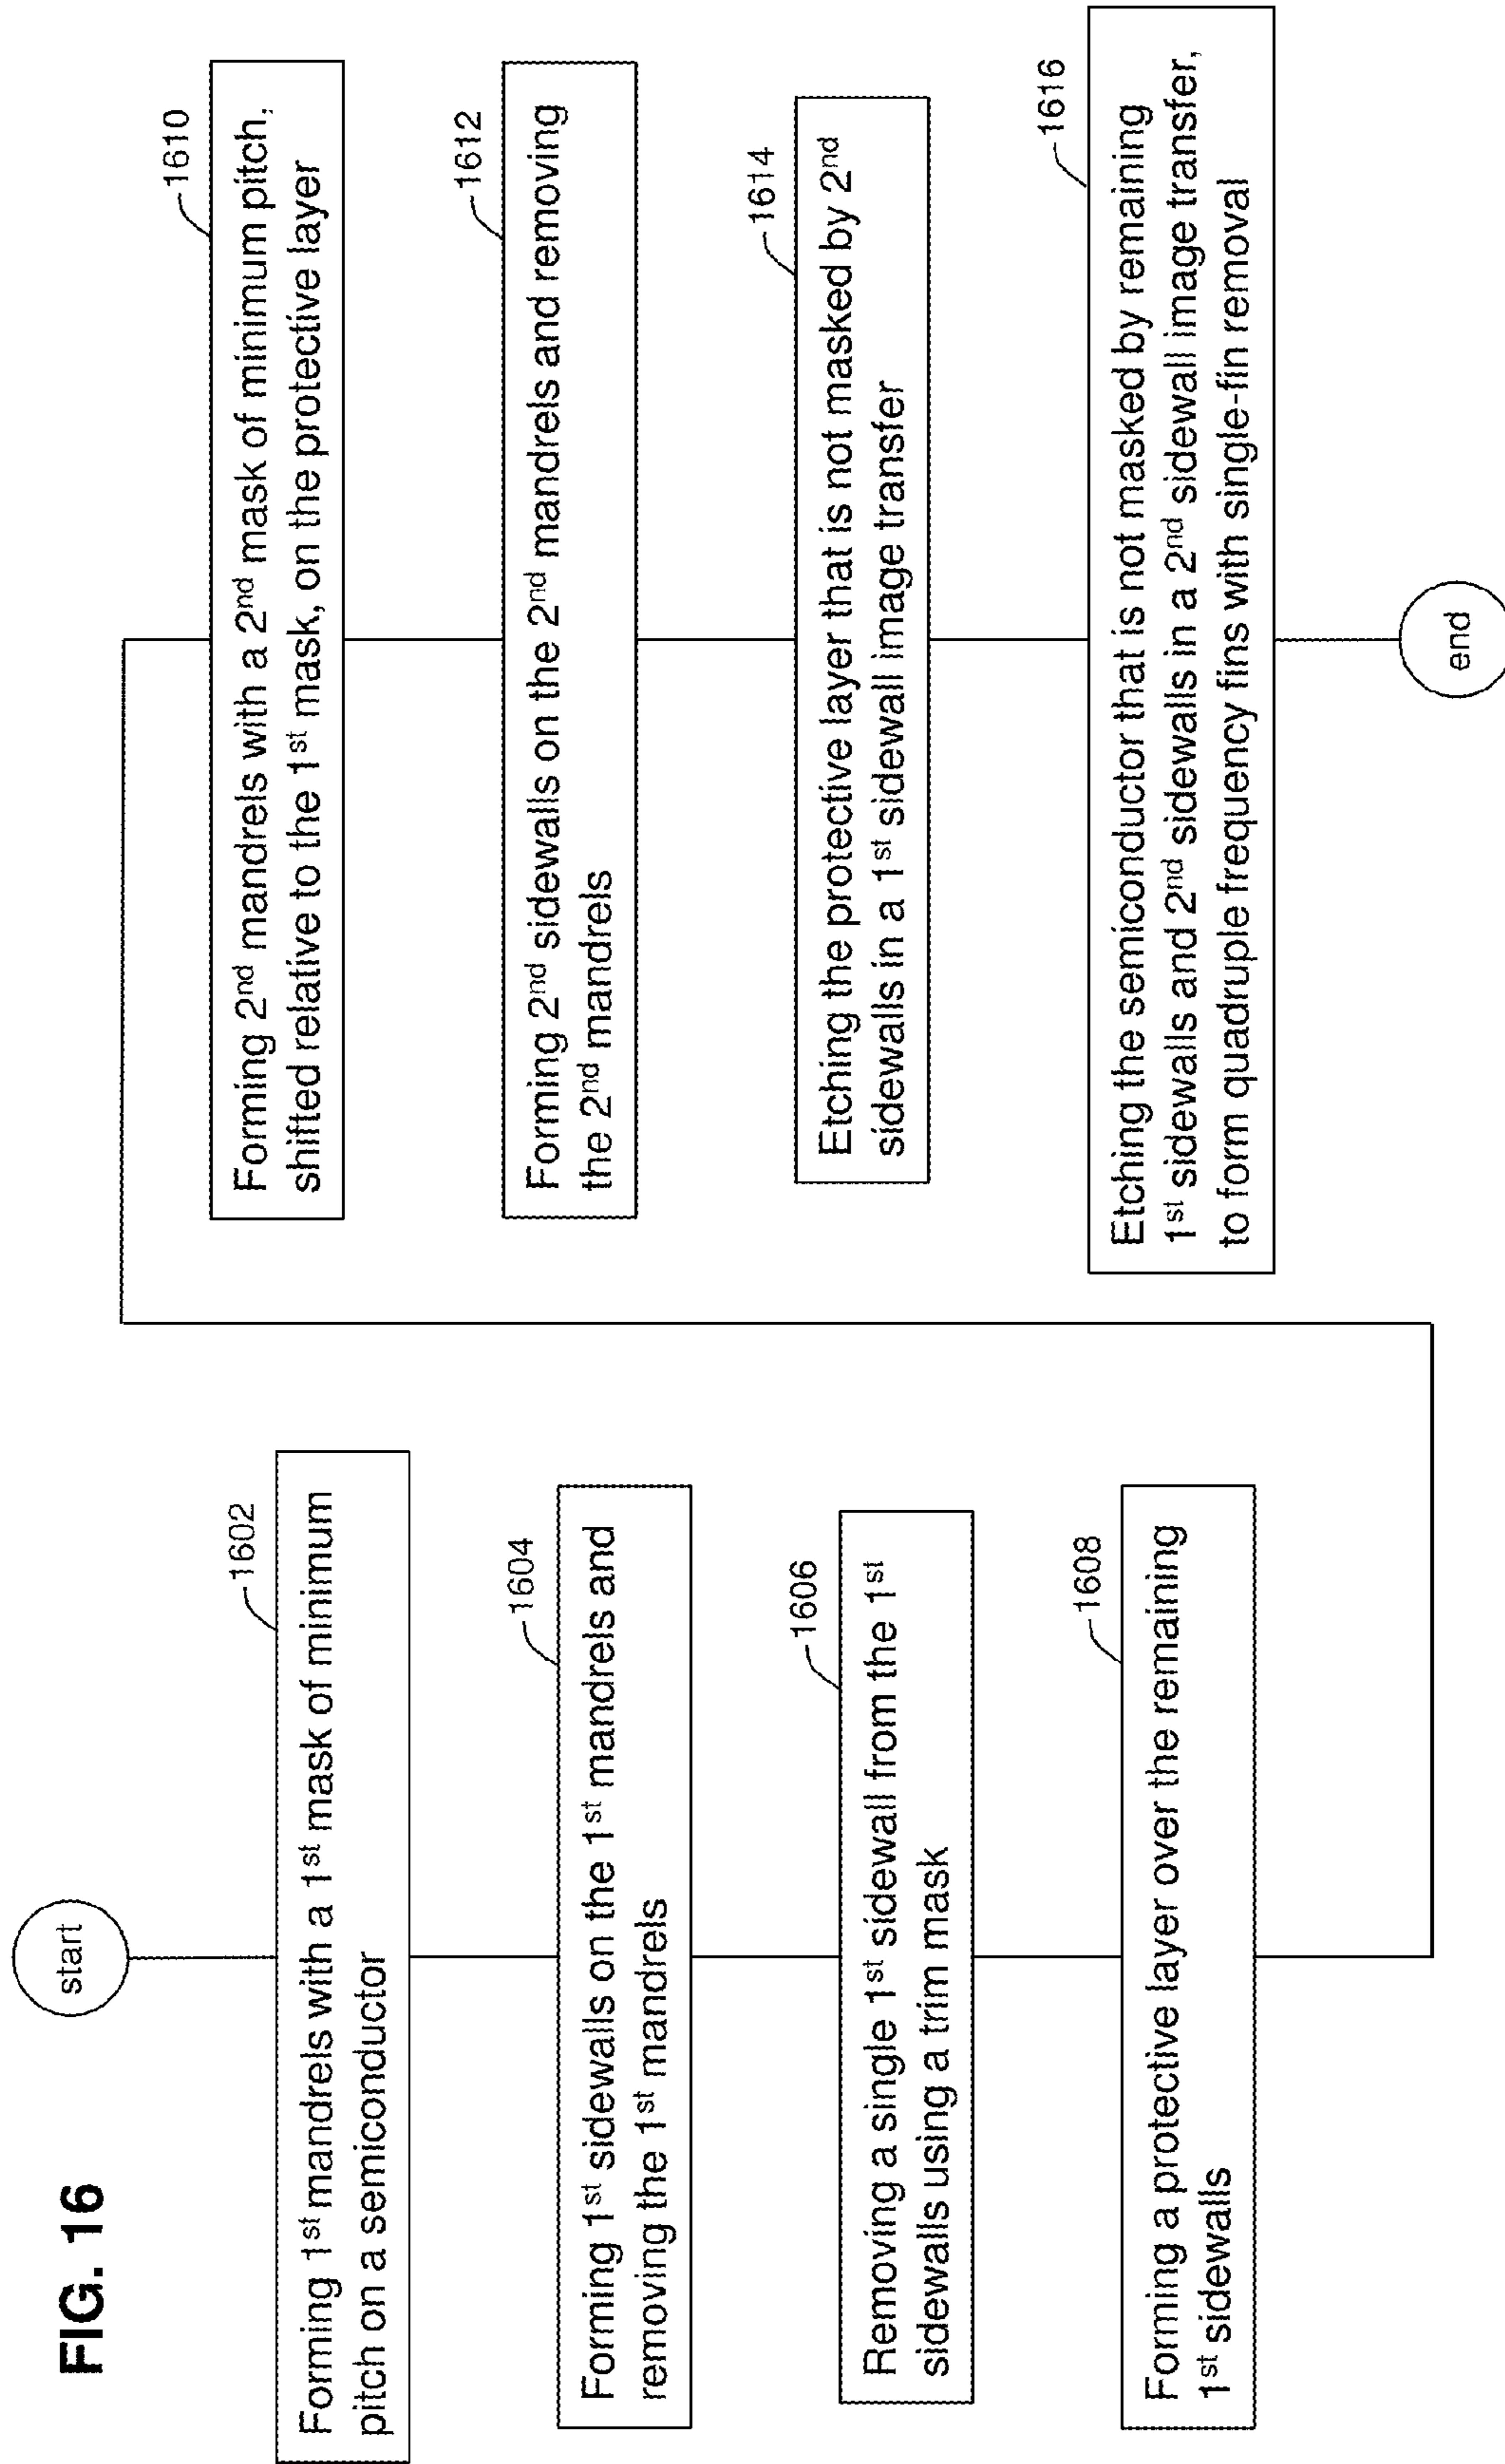 FIG. 16
start
1602
Forming 1st mandrels with a 1st mask of minimum
pitch on a semiconductor
1604
Forming 1st sidewalls on the 1st mandrels and
removing the 1st mandrels
1606
Removing a single 1st sidewall from the 1st
sidewalls using a trim mask
1608
Forming a protective layer over the remaining
1st sidewalls
1610
Forming 2nd mandrels with a 2nd mask of minimum pitch,
shifted relative to the 1st mask, on the protective layer
1612
Forming 2nd sidewalls on the 2nd mandrels and removing
the 2nd mandrels
1614
Etching the protective layer that is not masked by 2nd
sidewalls in a 1st sidewall image transfer
1616
Etching the semiconductor that is not masked by remaining
1st sidewalls and 2nd sidewalls in a 2nd sidewall image transfer,
to form quadruple frequency fins with single-fin removal
end